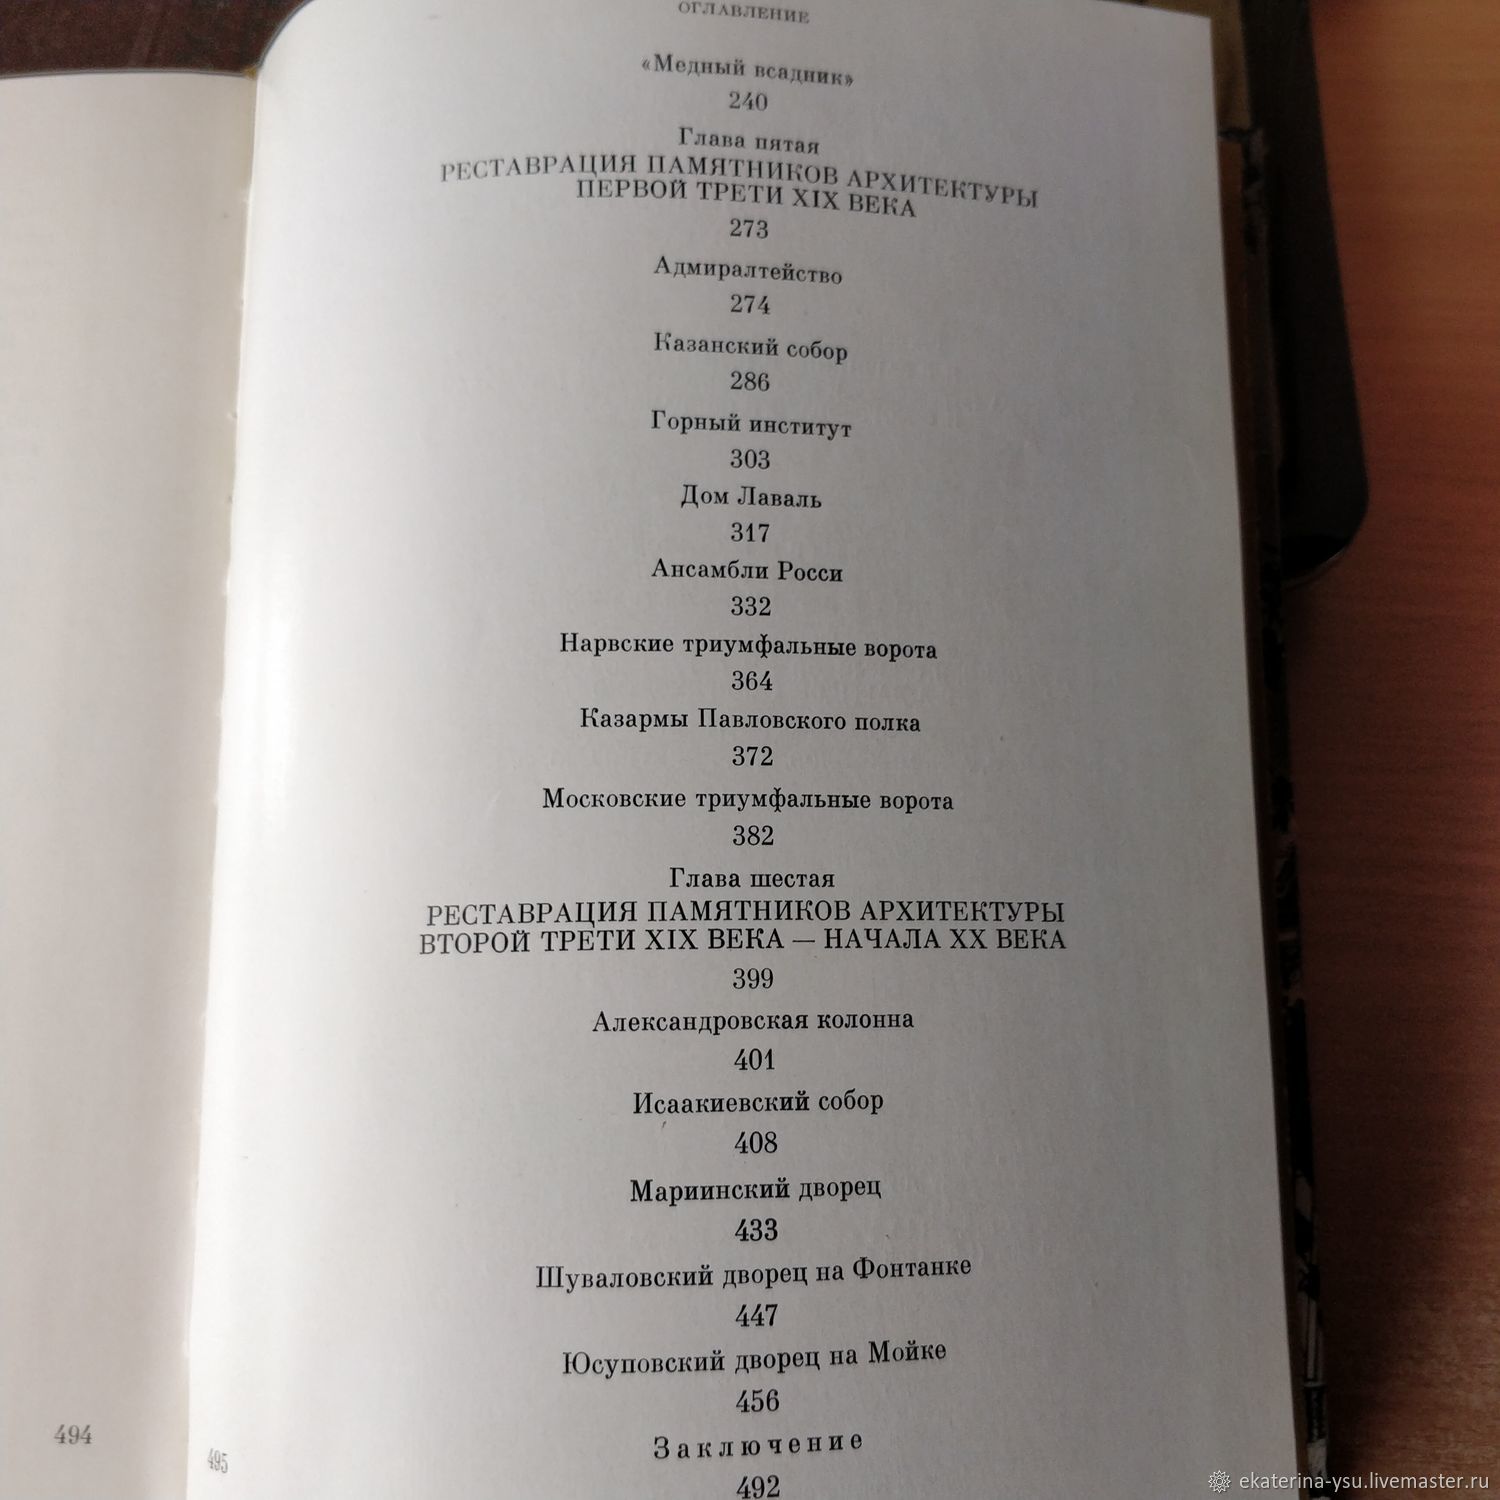 ОГЛАВЛЕНИЕ
«Медный всадник»
240
Глава пятая
РЕСТАВРАЦИЯ ПАМЯТНИКОВ АРХИТЕКТУРЫ
ПЕРВОЙ ТРЕТИ XIX ВЕКА
273
Адмиралтейство
274
Казанский собор
286
Горный институт
303
Дом Лаваль
317
Ансамбли Росси
332
Нарвские триумфальные ворота
364
Казармы Павловского полка
372
Московские триумфальные ворота
382
Глава шестая
РЕСТАВРАЦИЯ ПАМЯТНИКОВ АРХИТЕКТУРЫ
ВТОРОЙ ТРЕТИ XIX ВЕКА — НАЧАЛА XX ВЕКА
399
Александровская колонна
401
Исаакиевский собор
408
Мариинский дворец
433
Шуваловский дворец на Фонтанке
447
Юсуповский дворец на Мойке
456
Заключение
492
494
495
ekaterina-ysu.livemaster.ru